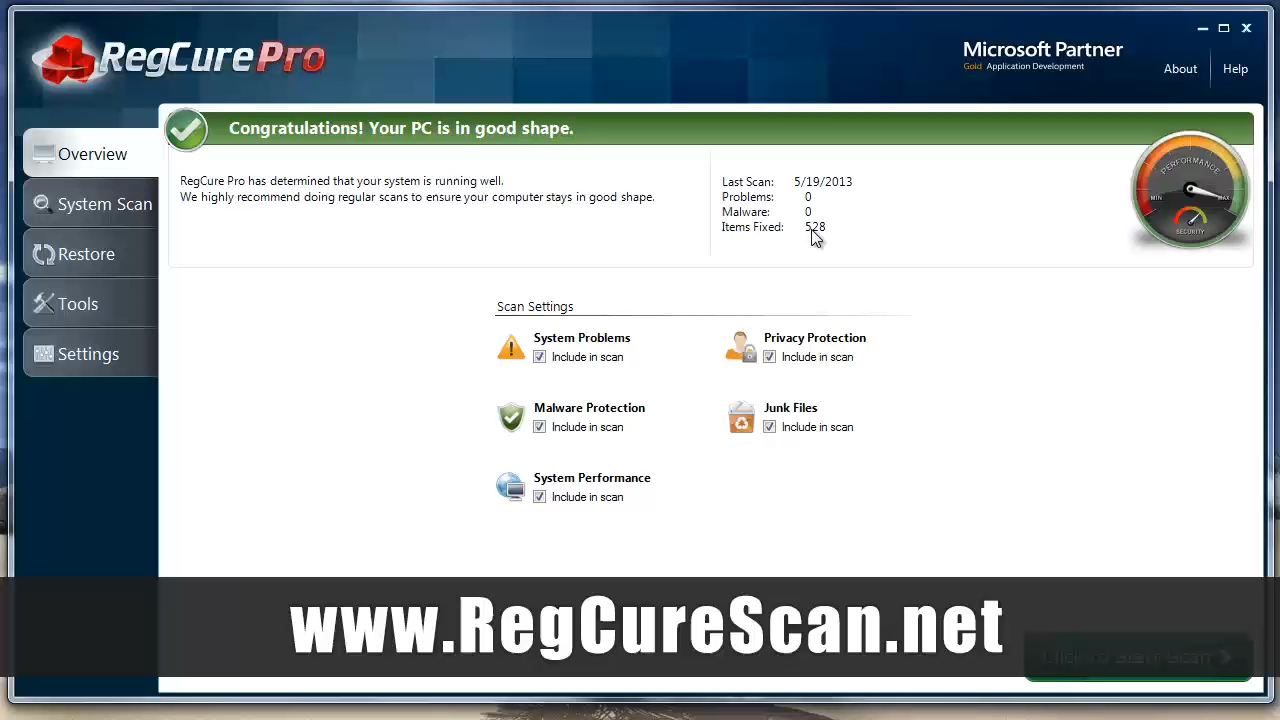 RegCure Pro
Microsoft Partner
Gold Application Development
About
Help
Congratulations! Your PC is in good shape.
Overview
System Scan
Restore
Tools
Settings
RegCure Pro has determined that your system is running well.
We highly recommend doing regular scans to ensure your computer stays in good shape.
Last Scan: 5/19/2013
Problems: 0
Malware: 0
Items Fixed: 528
PERFORMANCE
MIN
MAX
SECURITY
Scan Settings
System Problems
Include in scan
Privacy Protection
Include in scan
Malware Protection
Include in scan
Junk Files
Include in scan
System Performance
Include in scan
www.RegCureScan.net
Click to Start Scan